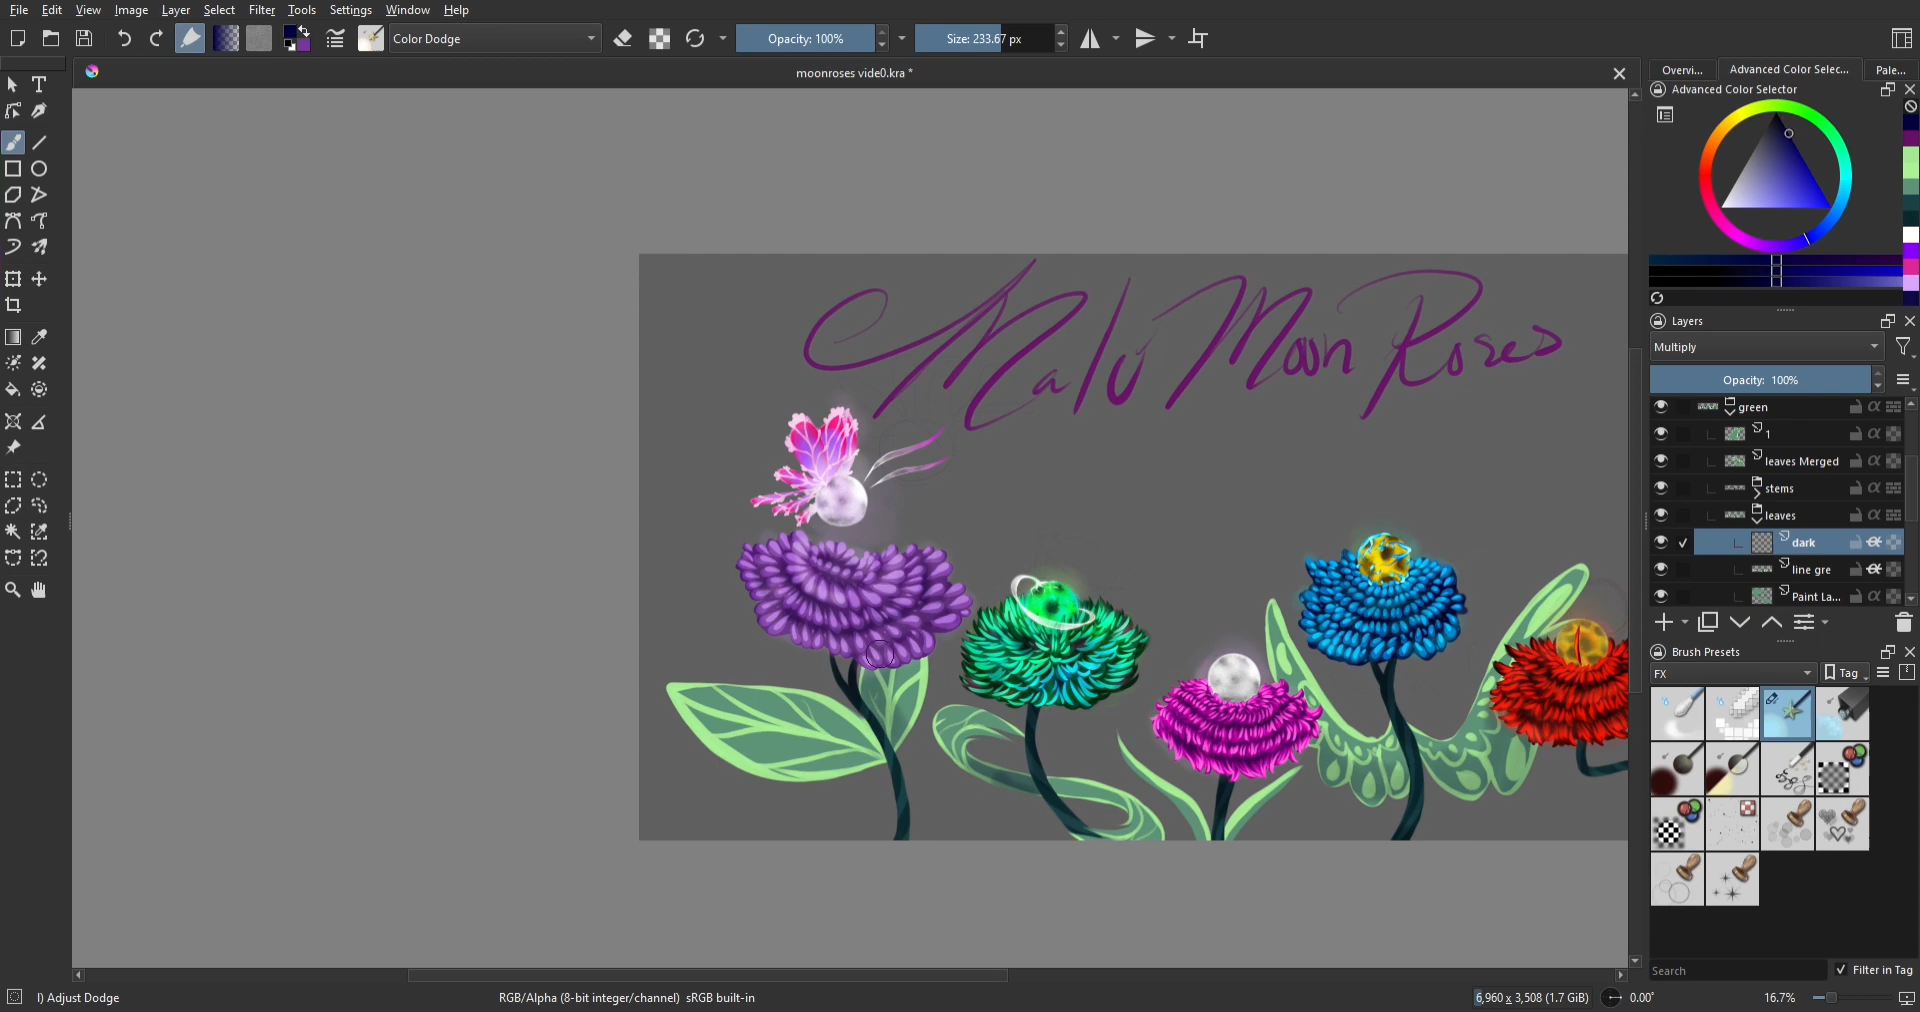 File Edit View Image Layer Select Filter Tools Settings Window Help
Color Dodge Opacity: 100% Size: 233.67 px
moonroses vide0.kra *
Overvi... Advanced Color Selec... Pale...
Advanced Color Selector
Malu Moon Roses
Layers
Multiply
Opacity: 100%
green
1
leaves Merged
stems
leaves
dark
line gre
Paint La...
Brush Presets
FX Tag
Search Filter in Tag
I) Adjust Dodge RGB/Alpha (8-bit integer/channel) sRGB built-in 6,960 x 3,508 (1.7 GiB) 0.00° 16.7%